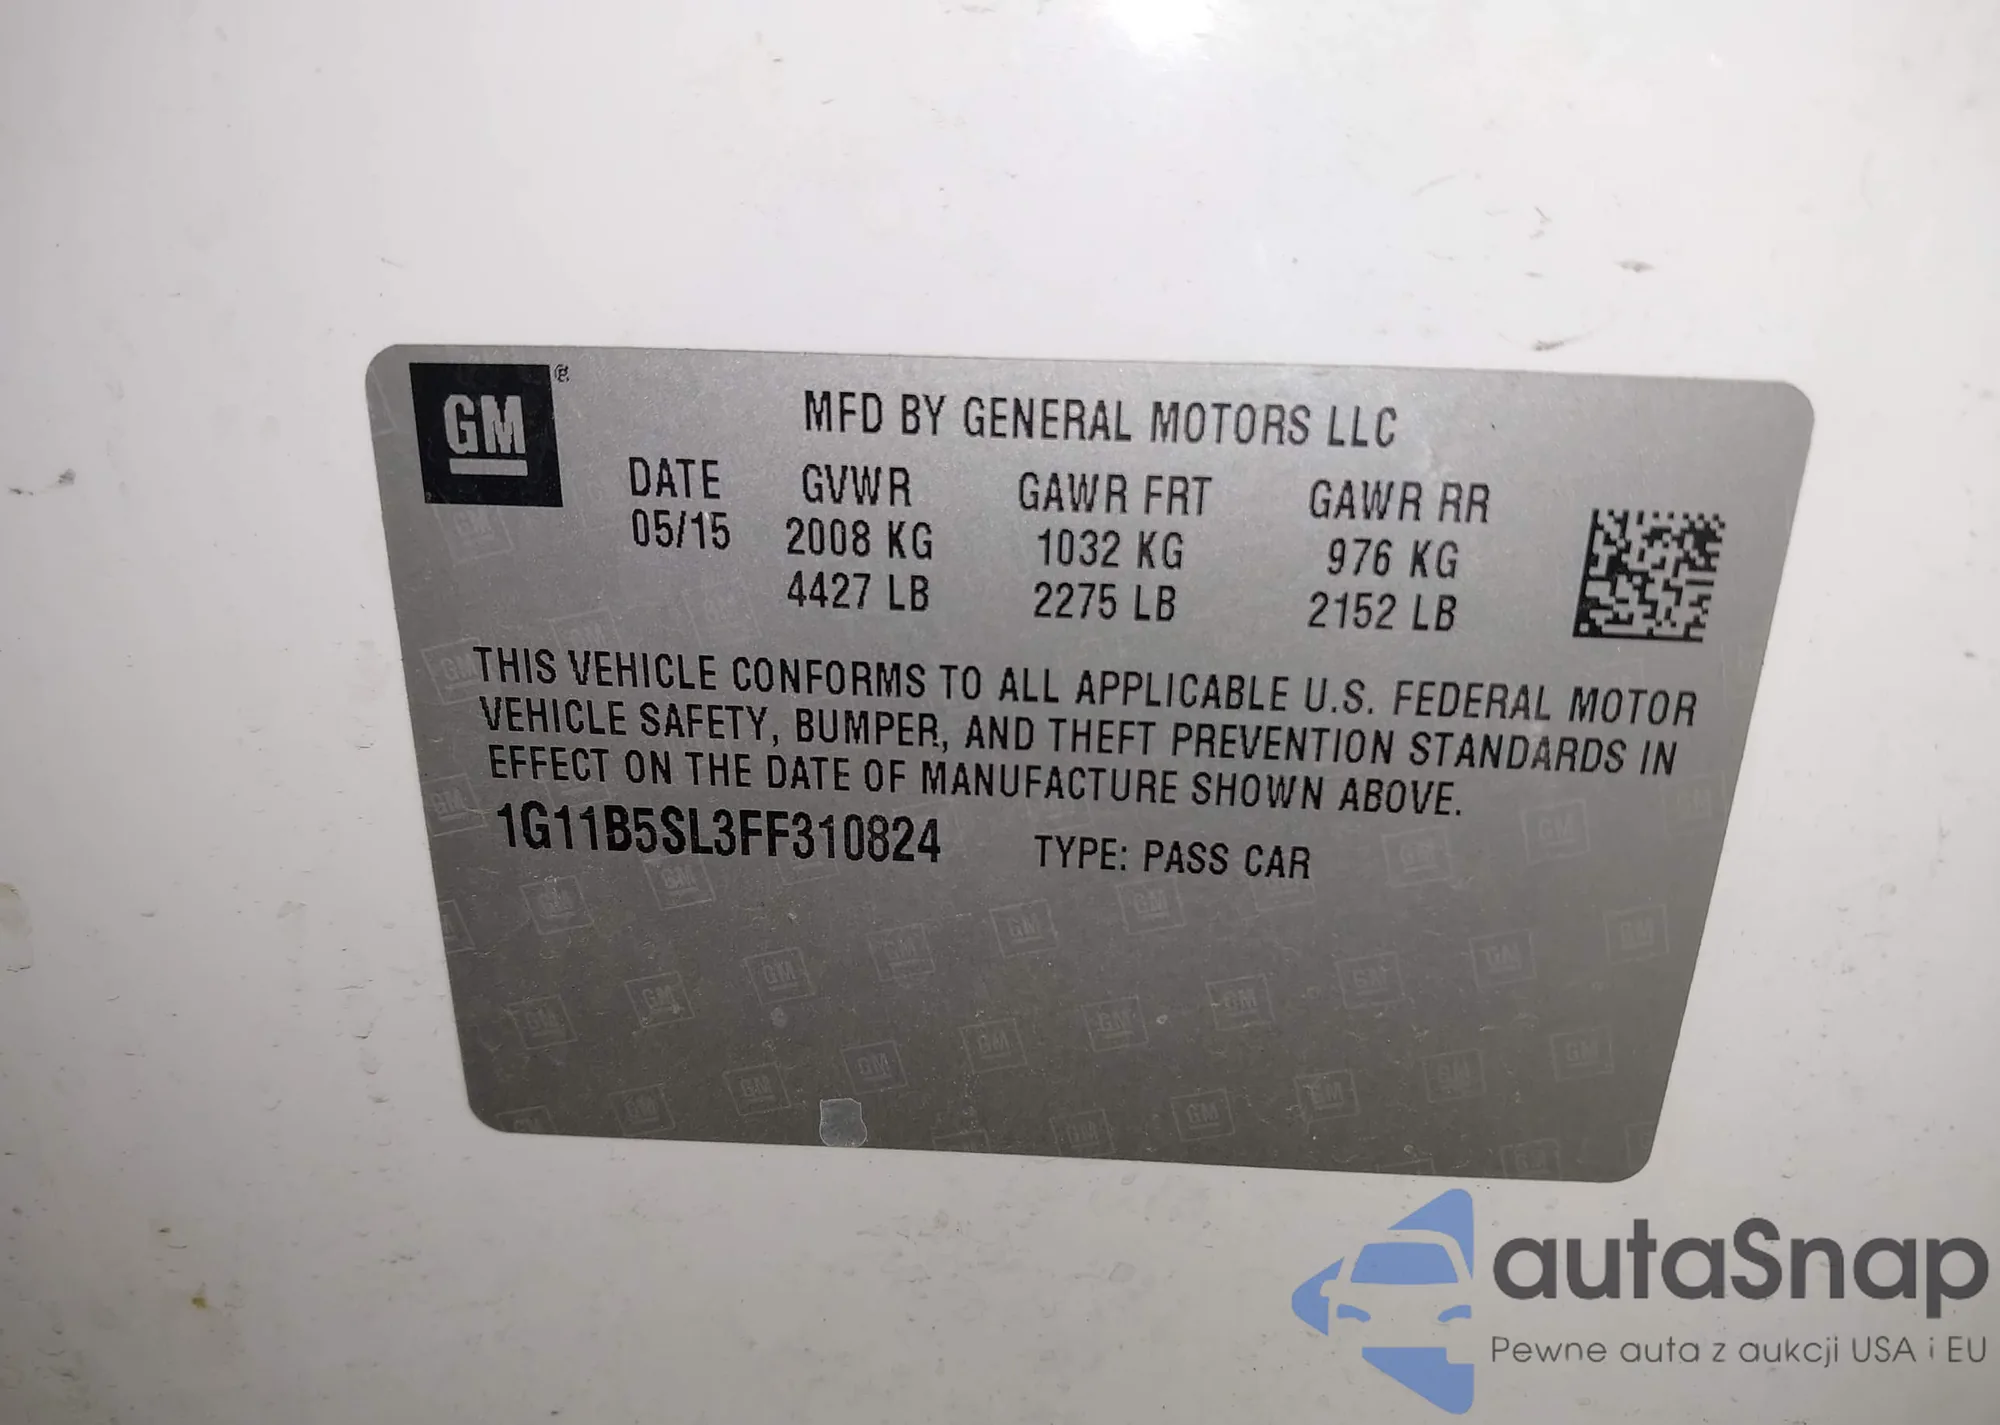 GM
MFD BY GENERAL MOTORS LLC
DATE GVWR GAWR FRT GAWR RR
05/15 2008 KG 1032 KG 976 KG
4427 LB 2275 LB 2152 LB
THIS VEHICLE CONFORMS TO ALL APPLICABLE U.S. FEDERAL MOTOR
VEHICLE SAFETY, BUMPER, AND THEFT PREVENTION STANDARDS IN
EFFECT ON THE DATE OF MANUFACTURE SHOWN ABOVE.
1G11B5SL3FF310824 TYPE: PASS CAR
autaSnap
Pewne auta z aukcji USA i EU